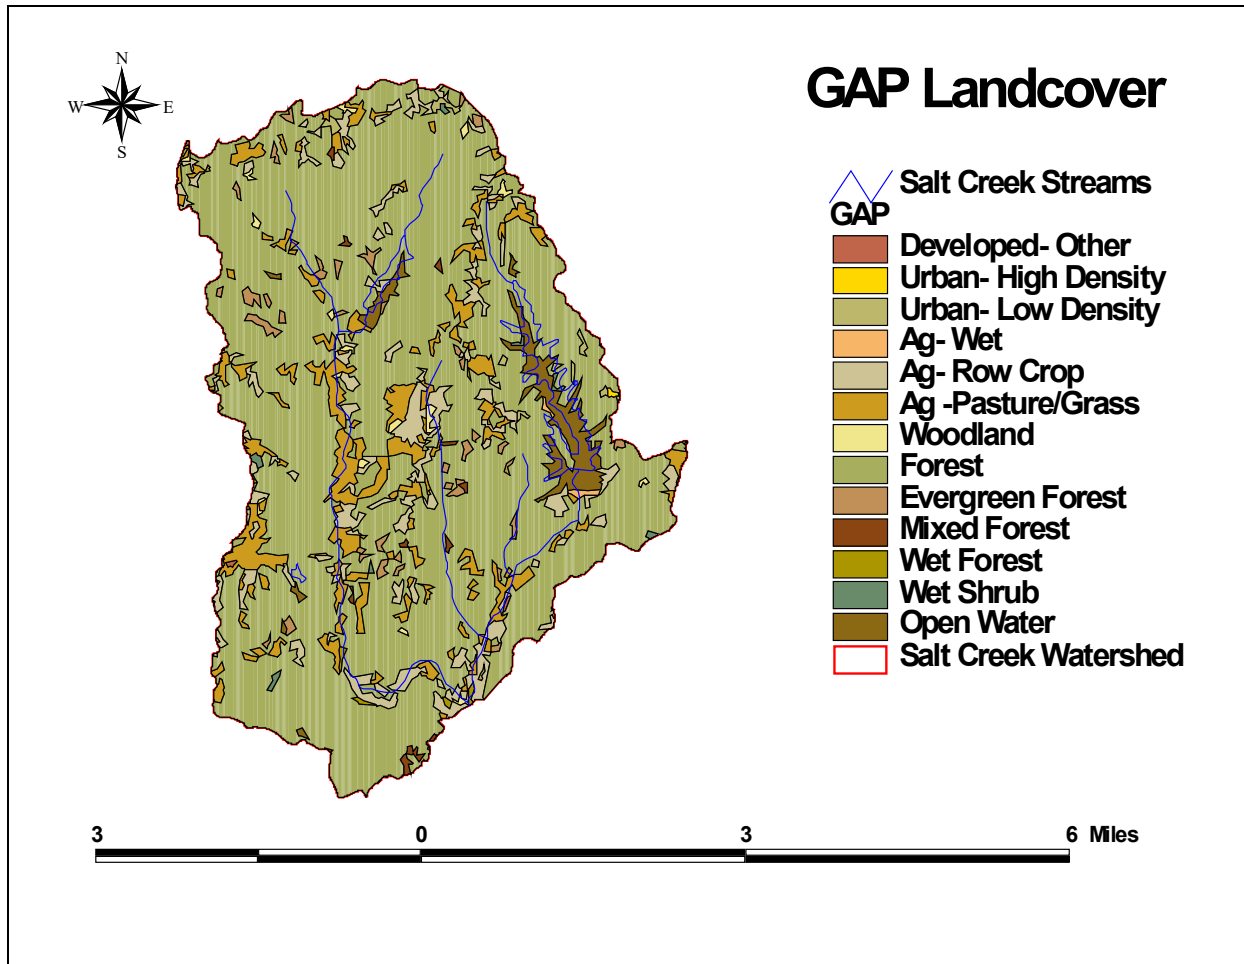 N
W E
S
GAP Landcover
Salt Creek Streams
GAP
Developed- Other
Urban- High Density
Urban- Low Density
Ag- Wet
Ag- Row Crop
Ag -Pasture/Grass
Woodland
Forest
Evergreen Forest
Mixed Forest
Wet Forest
Wet Shrub
Open Water
Salt Creek Watershed
3 0 3 6 Miles